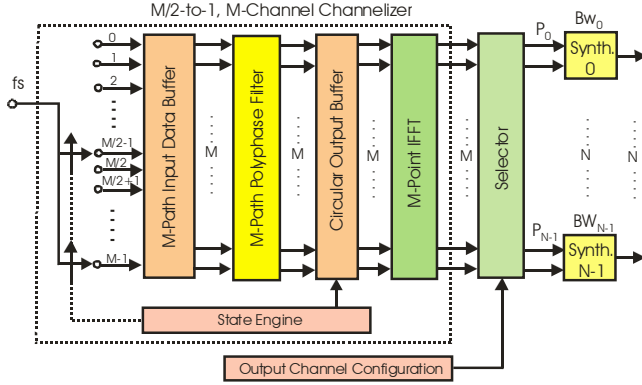 M/2-to-1, M-Channel Channelizer
fs
0
1
2
M/2-1
M/2
M/2+1
M-1
M-Path Input Data Buffer
M
M-Path Polyphase Filter
M
Circular Output Buffer
M
M-Point IFFT
M
Selector
P0
Bw0
Synth.
0
N
N
PN-1
BWN-1
Synth.
N-1
State Engine
Output Channel Configuration